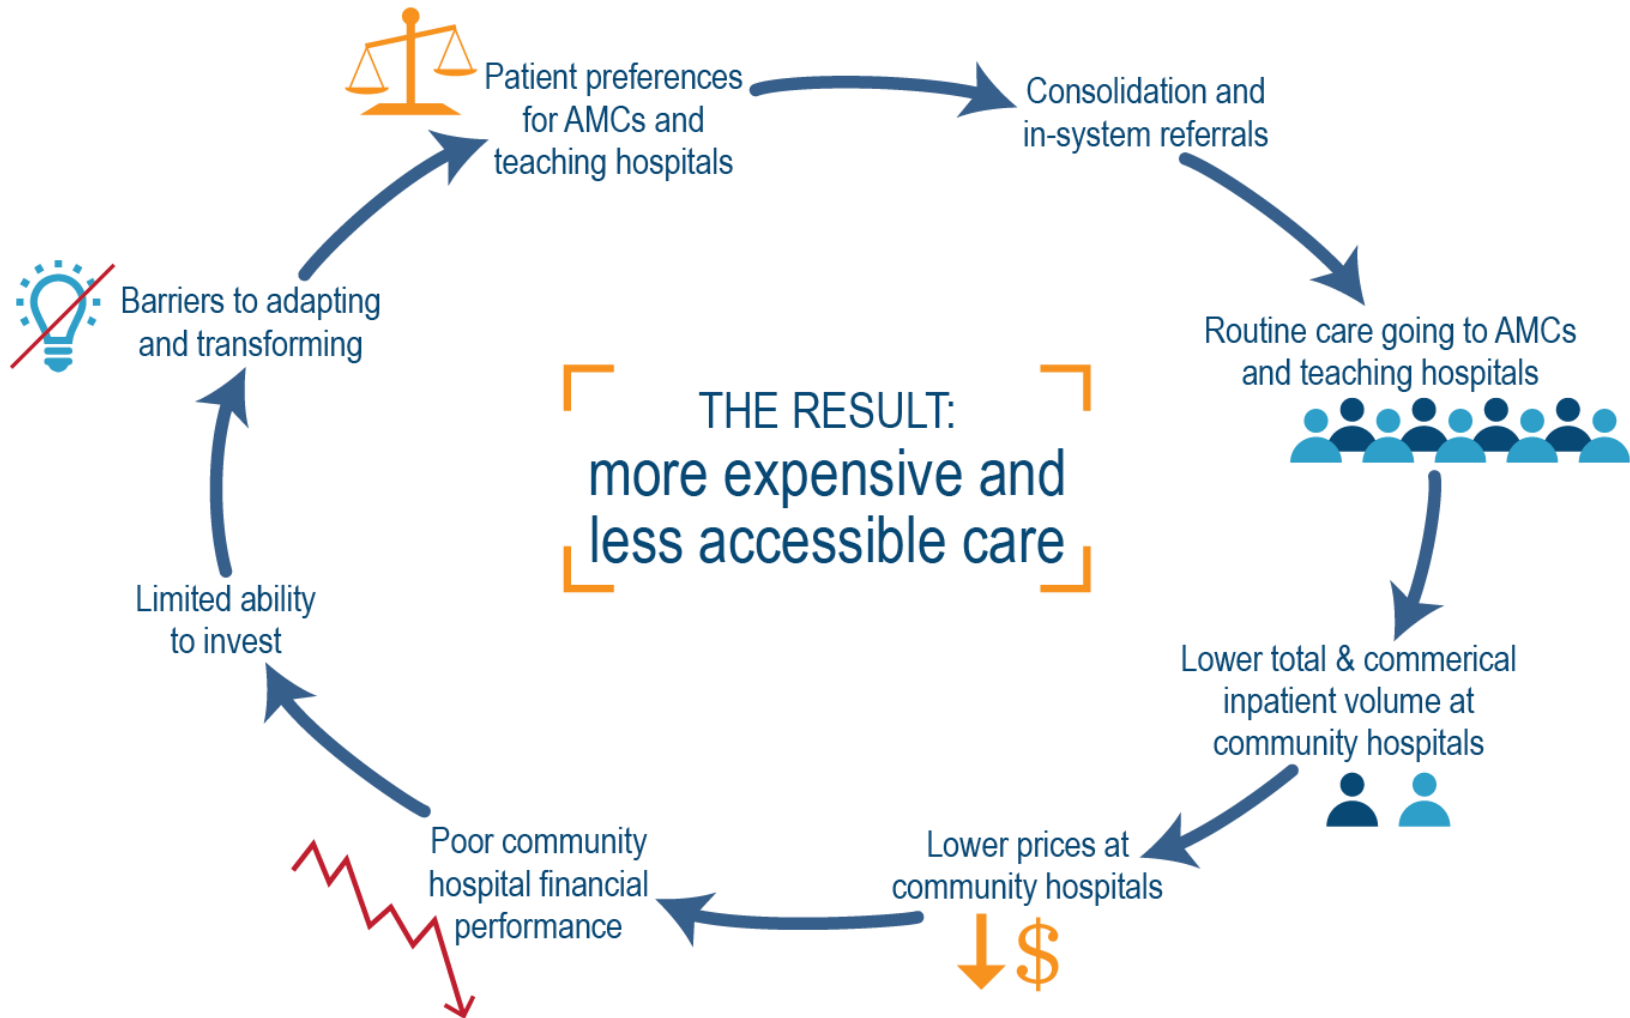 Patient preferences
for AMCs and
teaching hospitals
Consolidation and
in-system referrals
Routine care going to AMCs
and teaching hospitals
Lower total & commerical
inpatient volume at
community hospitals
Lower prices at
community hospitals
$
Poor community
hospital financial
performance
Limited ability
to invest
Barriers to adapting
and transforming
THE RESULT:
more expensive and
less accessible care